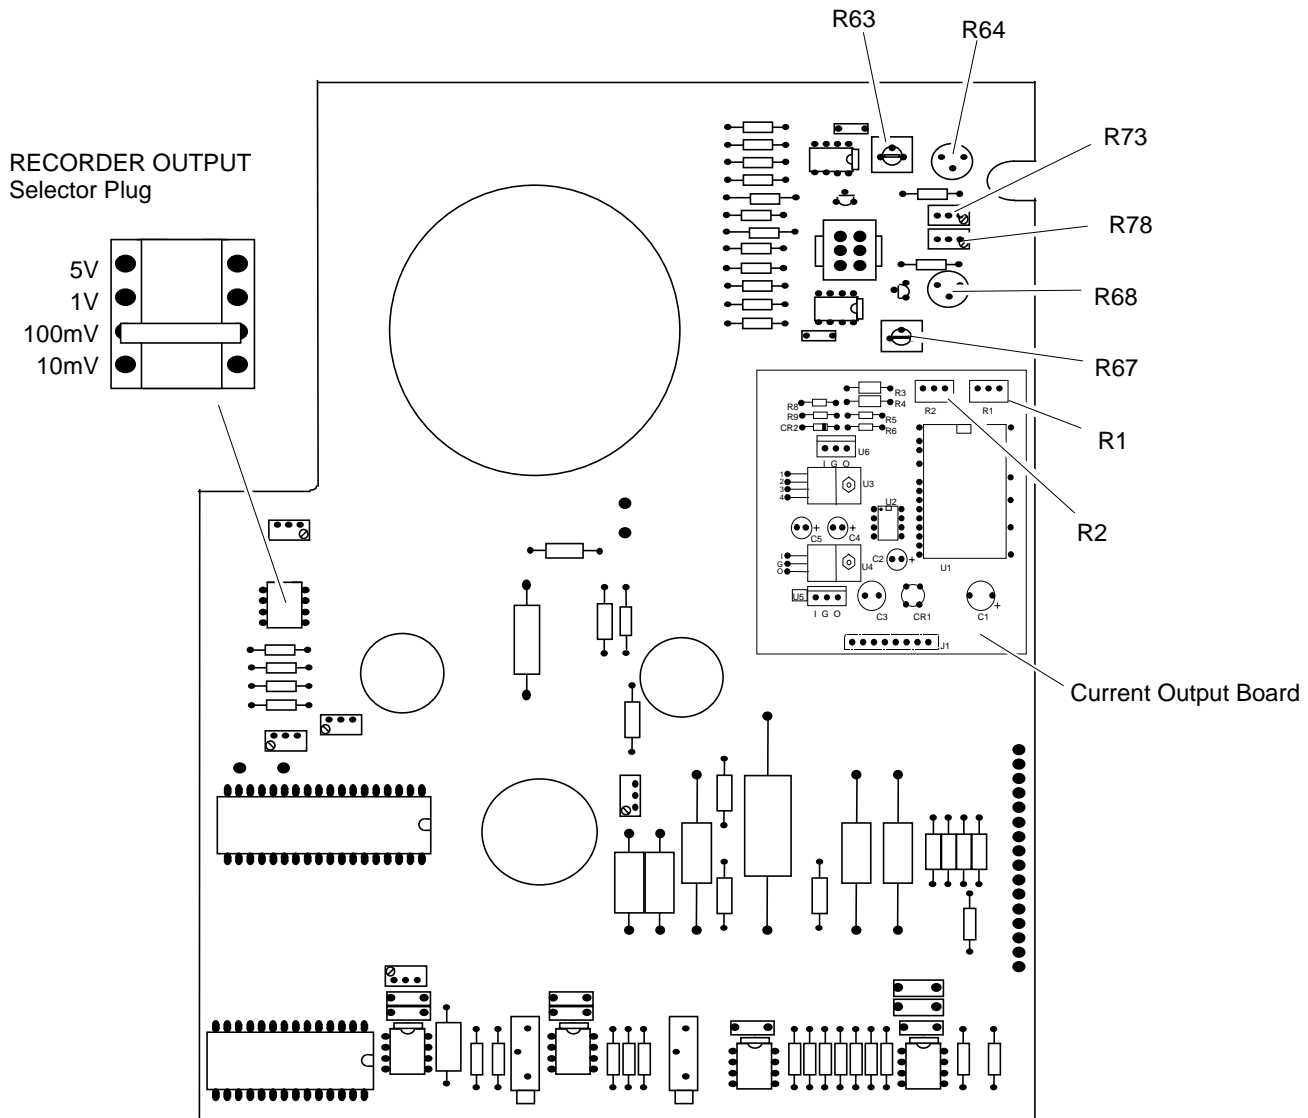 R63
R64
R73
RECORDER OUTPUT
Selector Plug
R78
5V
1V
100mV
10mV
R68
R67
R3
R4
R8
R9
CR2
R5
R6
R2
R1
R1
U6
I G O
1
2
3
4
U3
U2
R2
C5
+
C4
+
I
G
O
U4
C2
+
U1
U5
I G O
C3
CR1
C1
+
J1
Current Output Board